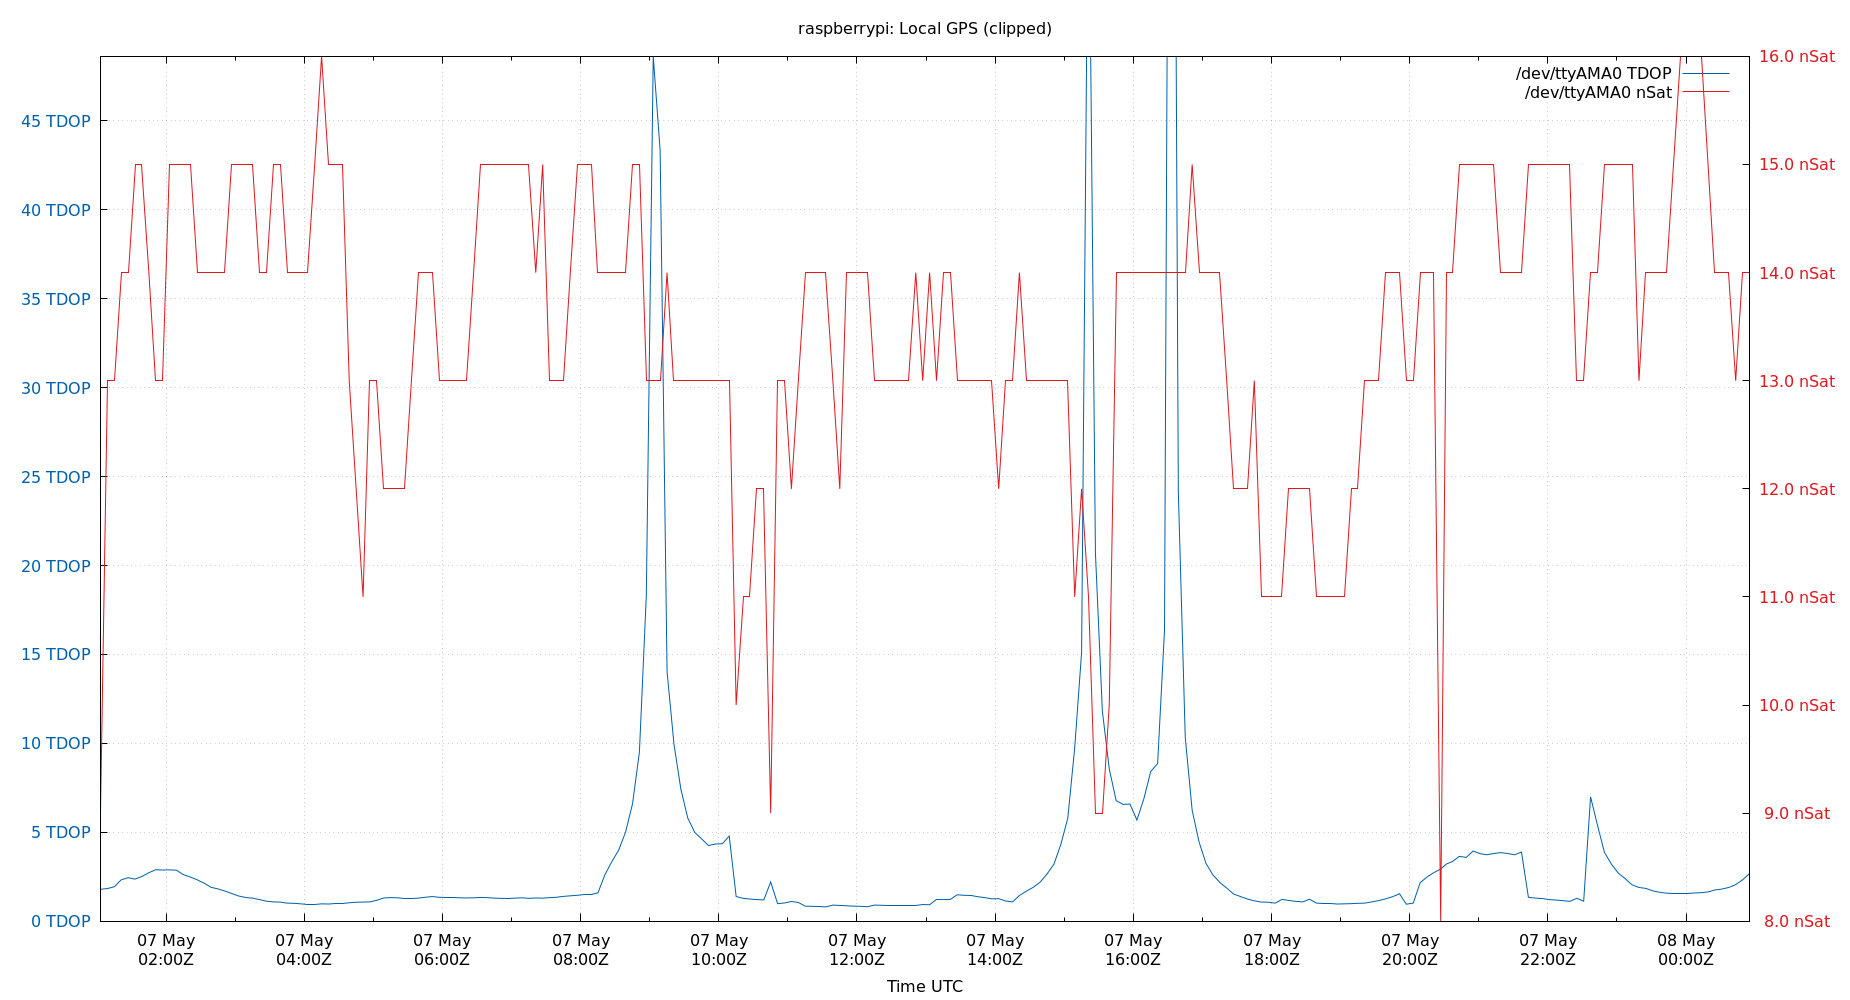 raspberrypi: Local GPS (clipped)
/dev/ttyAMA0 TDOP
/dev/ttyAMA0 nSat
45 TDOP
40 TDOP
35 TDOP
30 TDOP
25 TDOP
20 TDOP
15 TDOP
10 TDOP
5 TDOP
0 TDOP
16.0 nSat
15.0 nSat
14.0 nSat
13.0 nSat
12.0 nSat
11.0 nSat
10.0 nSat
9.0 nSat
8.0 nSat
07 May
02:00Z
07 May
04:00Z
07 May
06:00Z
07 May
08:00Z
07 May
10:00Z
07 May
12:00Z
07 May
14:00Z
07 May
16:00Z
07 May
18:00Z
07 May
20:00Z
07 May
22:00Z
08 May
00:00Z
Time UTC